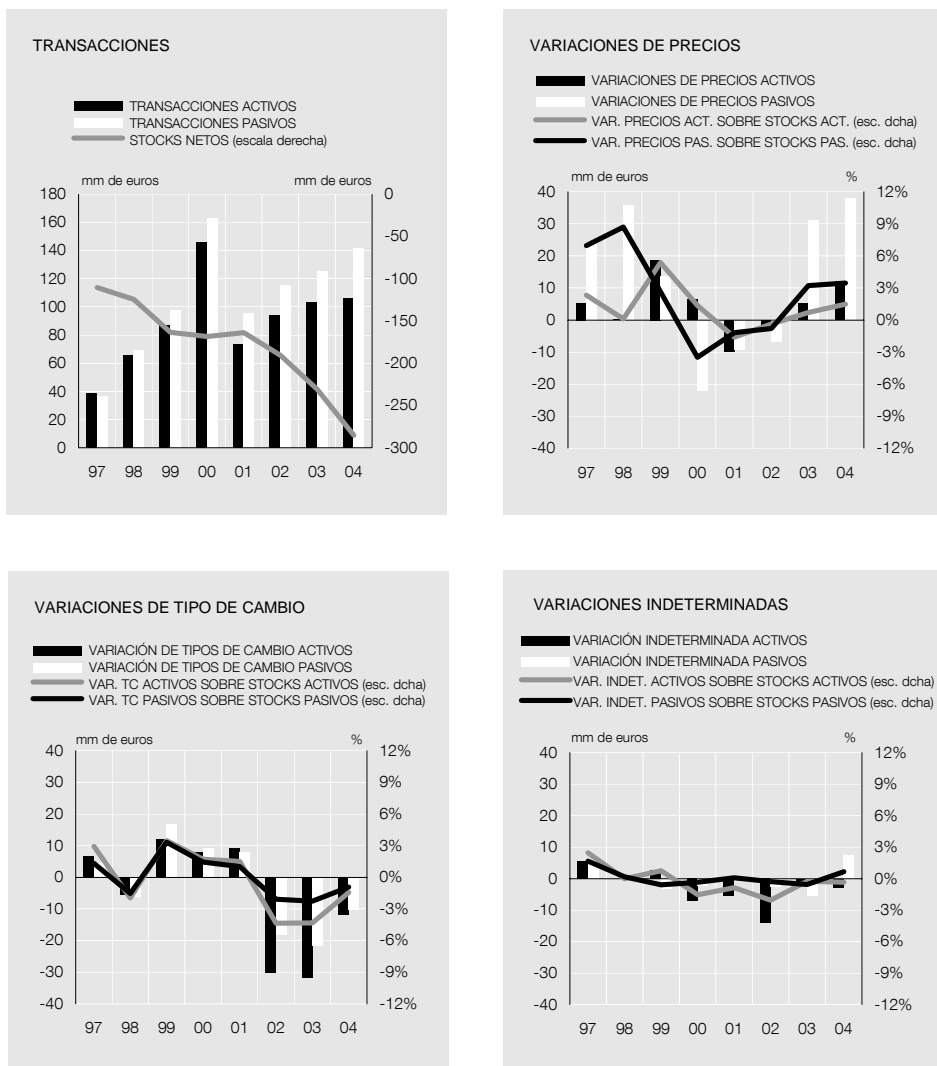 TRANSACCIONES
TRANSACCIONES ACTIVOS
TRANSACCIONES PASIVOS
STOCKS NETOS (escala derecha)
mm de euros mm de euros
180 0
160
140 -50
120 -100
100 -150
80
60 -200
40 -250
20
0 -300
97 98 99 00 01 02 03 04
VARIACIONES DE PRECIOS
VARIACIONES DE PRECIOS ACTIVOS
VARIACIONES DE PRECIOS PASIVOS
VAR. PRECIOS ACT. SOBRE STOCKS ACT. (esc. dcha)
VAR. PRECIOS PAS. SOBRE STOCKS PAS. (esc. dcha)
mm de euros %
40 12%
30 9%
20 6%
10 3%
0 0%
-10 -3%
-20 -6%
-30 -9%
-40 -12%
97 98 99 00 01 02 03 04
VARIACIONES DE TIPO DE CAMBIO
VARIACIÓN DE TIPOS DE CAMBIO ACTIVOS
VARIACIÓN DE TIPOS DE CAMBIO PASIVOS
VAR. TC ACTIVOS SOBRE STOCKS ACTIVOS (esc. dcha)
VAR. TC PASIVOS SOBRE STOCKS PASIVOS (esc. dcha)
mm de euros %
40 12%
30 9%
20 6%
10 3%
0 0%
-10 -3%
-20 -6%
-30 -9%
-40 -12%
97 98 99 00 01 02 03 04
VARIACIONES INDETERMINADAS
VARIACIÓN INDETERMINADA ACTIVOS
VARIACIÓN INDETERMINADA PASIVOS
VAR. INDET. ACTIVOS SOBRE STOCKS ACTIVOS (esc. dcha)
VAR. INDET. PASIVOS SOBRE STOCKS PASIVOS (esc. dcha)
mm de euros %
40 12%
30 9%
20 6%
10 3%
0 0%
-10 -3%
-20 -6%
-30 -9%
-40 -12%
97 98 99 00 01 02 03 04